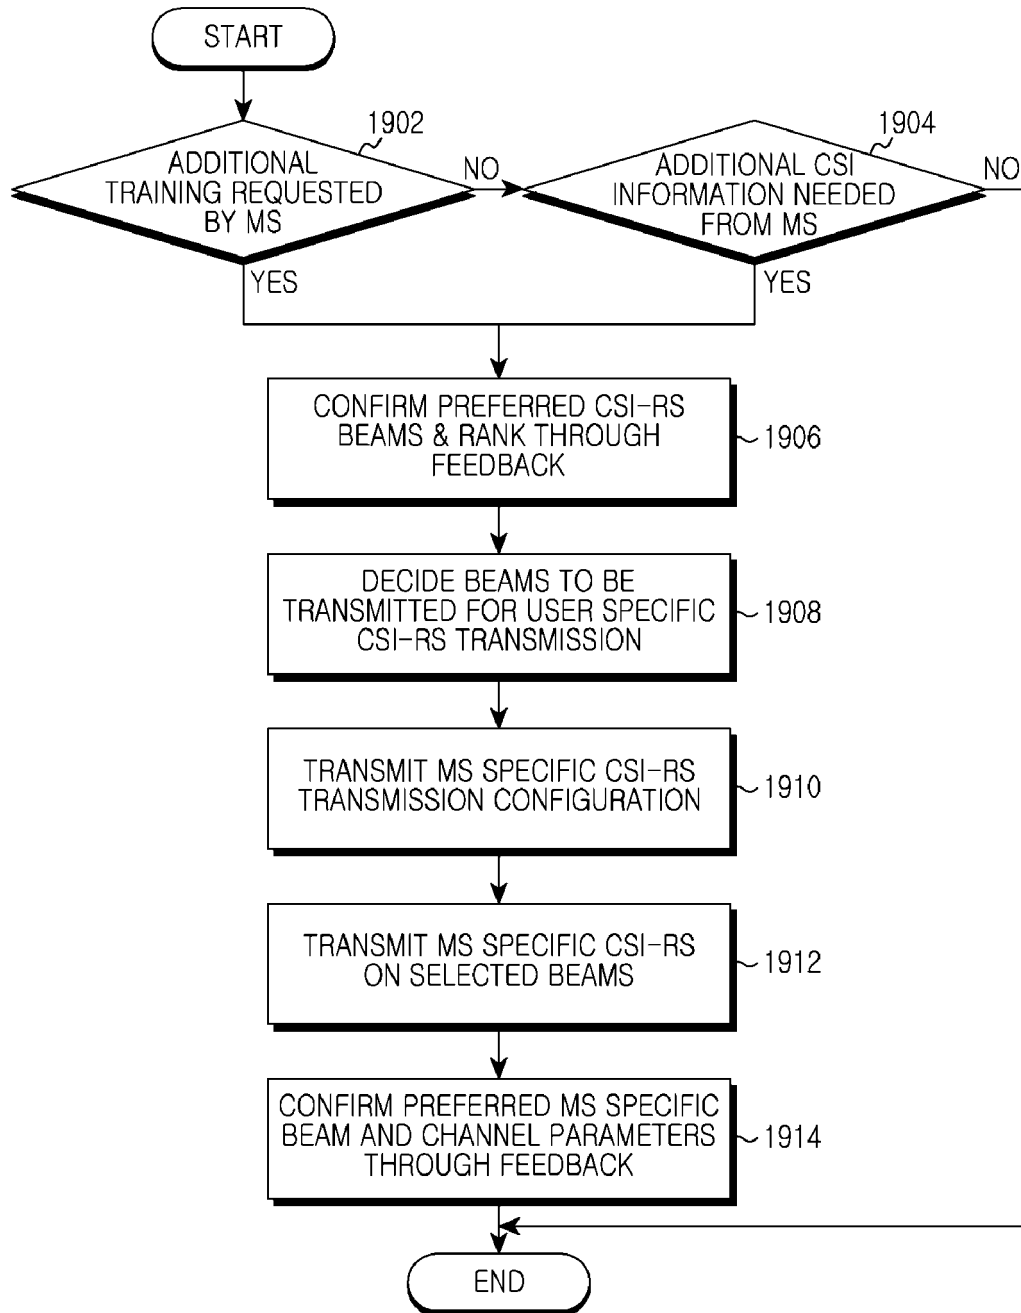 START
1902
ADDITIONAL
TRAINING REQUESTED
BY MS
NO
YES
1904
ADDITIONAL CSI
INFORMATION NEEDED
FROM MS
NO
YES
CONFIRM PREFERRED CSI-RS
BEAMS & RANK THROUGH
FEEDBACK
1906
DECIDE BEAMS TO BE
TRANSMITTED FOR USER SPECIFIC
CSI-RS TRANSMISSION
1908
TRANSMIT MS SPECIFIC CSI-RS
TRANSMISSION CONFIGURATION
1910
TRANSMIT MS SPECIFIC CSI-RS
ON SELECTED BEAMS
1912
CONFIRM PREFERRED MS SPECIFIC
BEAM AND CHANNEL PARAMETERS
THROUGH FEEDBACK
1914
END